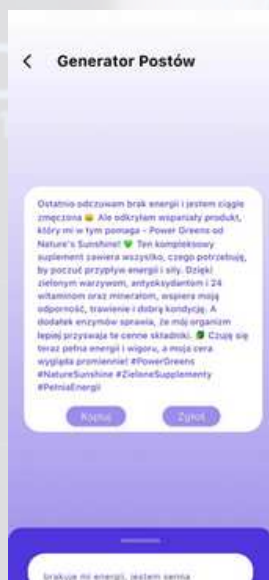 Generator Postów
Ostatnio odczuwam brak energii i jestem ciągle
zmęczona 😩 Ale odkryłam wspaniały produkt,
który mi w tym pomaga - Power Greens od
Nature's Sunshine! 💚 Ten kompleksowy
suplement zawiera wszystko, czego potrzebuję,
by poczuć przypływ energii i siły. Dzięki
zielonym warzywom, antyoksydantom i 24
witaminom oraz minerałom, wspiera moją
odporność, trawienie i dobrą kondycję. A
dodatek enzymów sprawia, że mój organizm
lepiej przyswaja te cenne składniki. 🥬 Czuję się
teraz pełna energii i wigoru, a moja cera
wygląda promiennie! #PowerGreens
#NatureSunshine #ZieloneSupplementy
#PełniaEnergii
Kopiuj
Zgłoś
brakuje mi energii, jestem senna